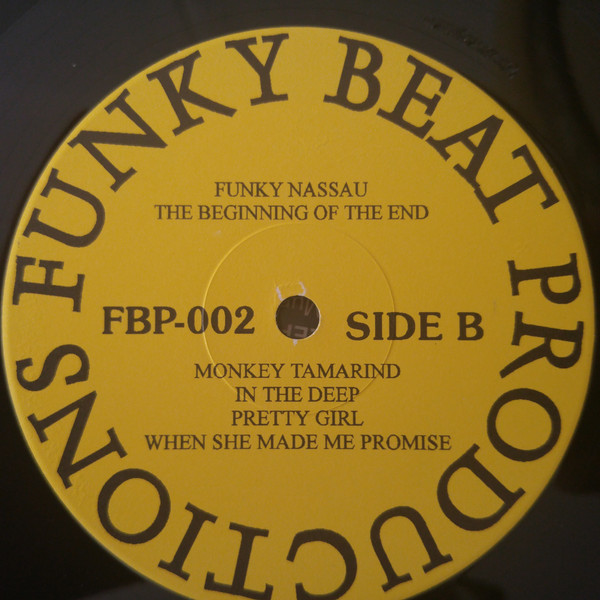 FUNKY BEAT PRODUCTIONS
FUNKY NASSAU
THE BEGINNING OF THE END
FBP-002
SIDE B
MONKEY TAMARIND
IN THE DEEP
PRETTY GIRL
WHEN SHE MADE ME PROMISE